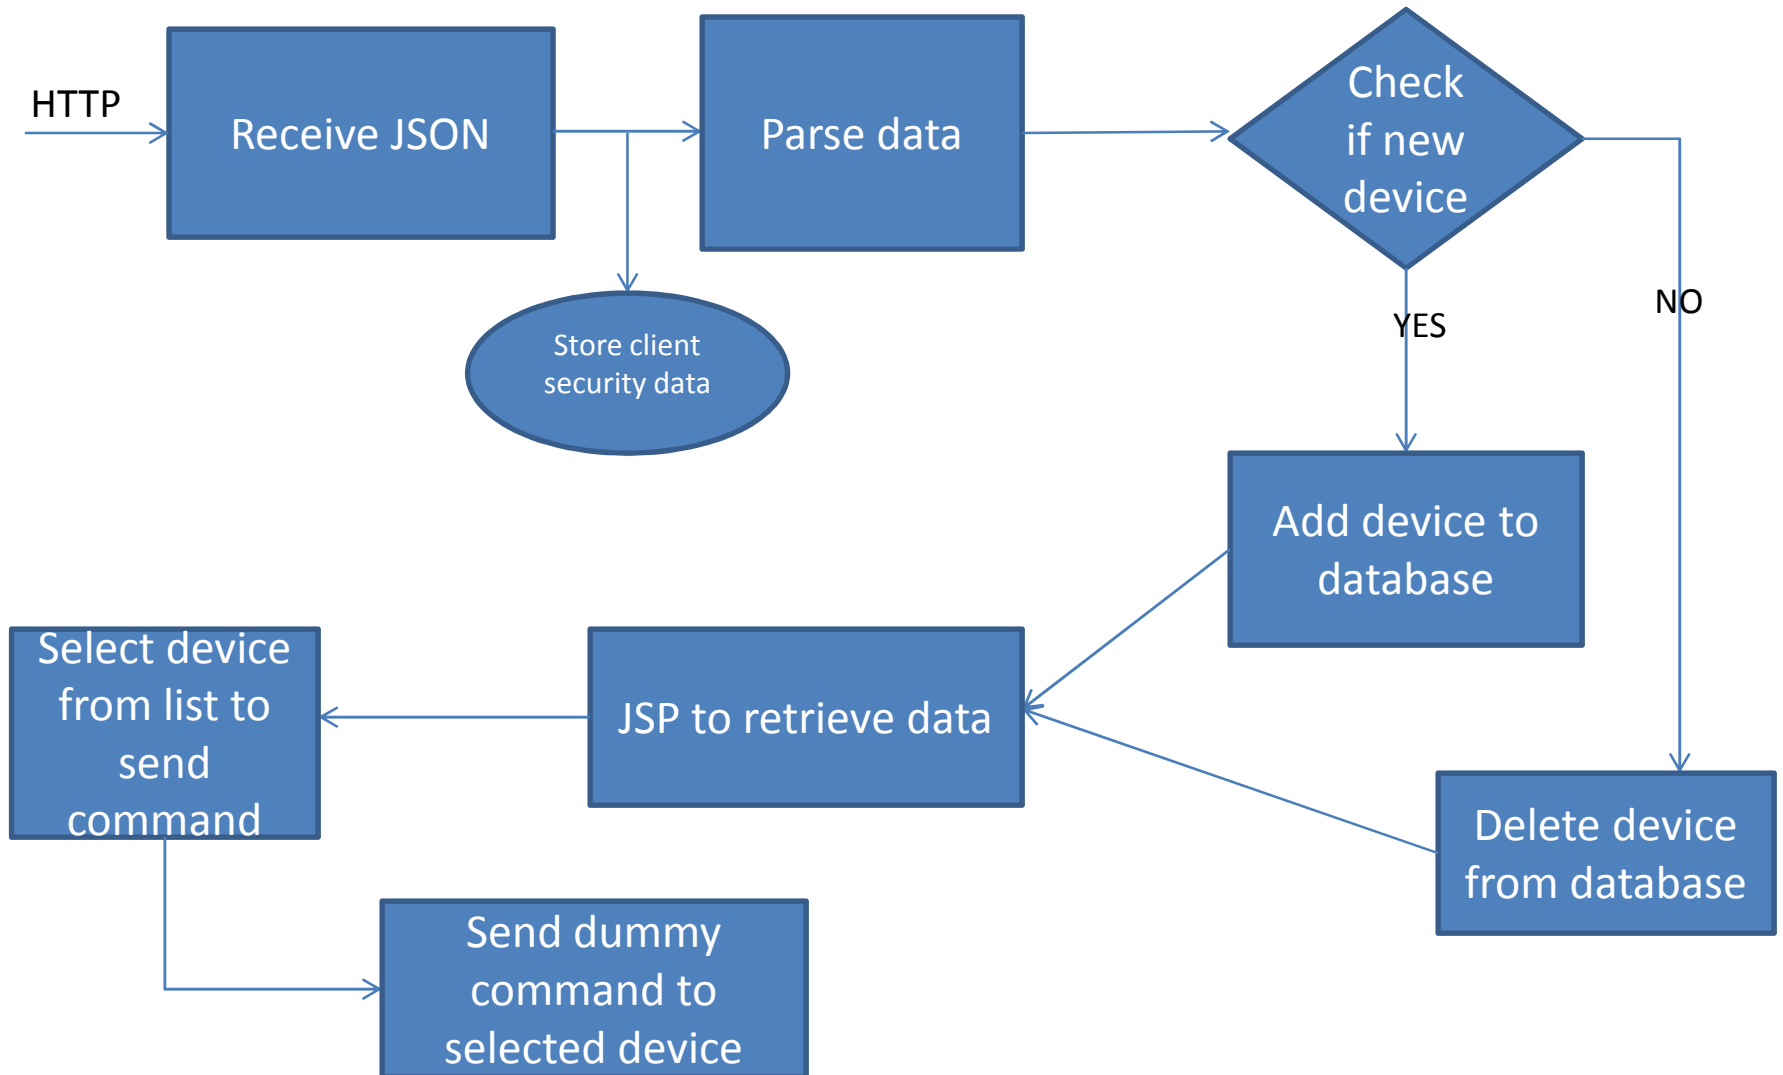 HTTP
Receive JSON
Parse data
Check
if new
device
Store client
security data
YES
NO
Add device to
database
Select device
from list to
send
command
JSP to retrieve data
Delete device
from database
Send dummy
command to
selected device